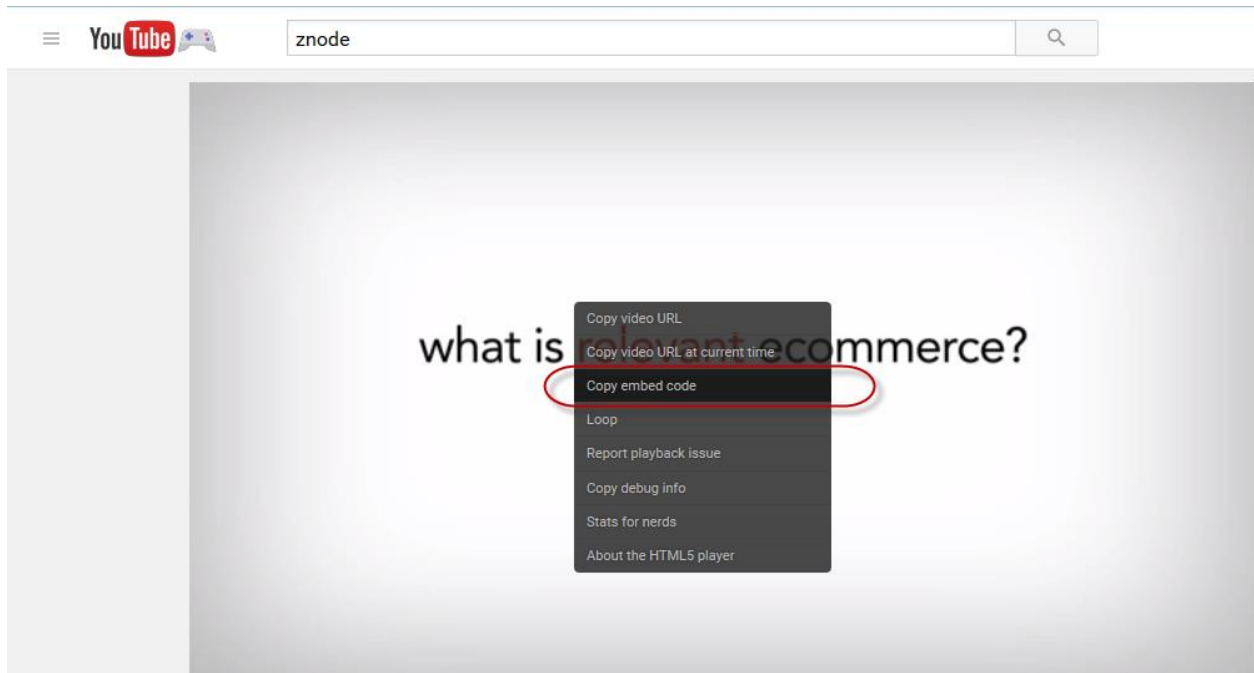 YouTube
znode
what is relevant ecommerce?
Copy video URL
Copy video URL at current time
Copy embed code
Loop
Report playback issue
Copy debug info
Stats for nerds
About the HTML5 player